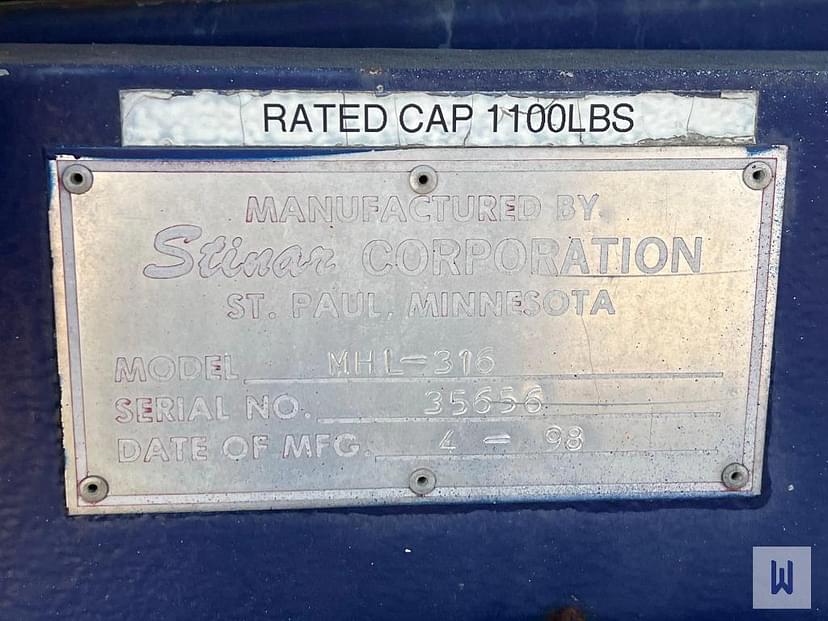 RATED CAP 1100LBS
MANUFACTURED BY
Stinar CORPORATION
ST. PAUL, MINNESOTA
MODEL MHL-316
SERIAL NO. 35656
DATE OF MFG. 4 - 98
W